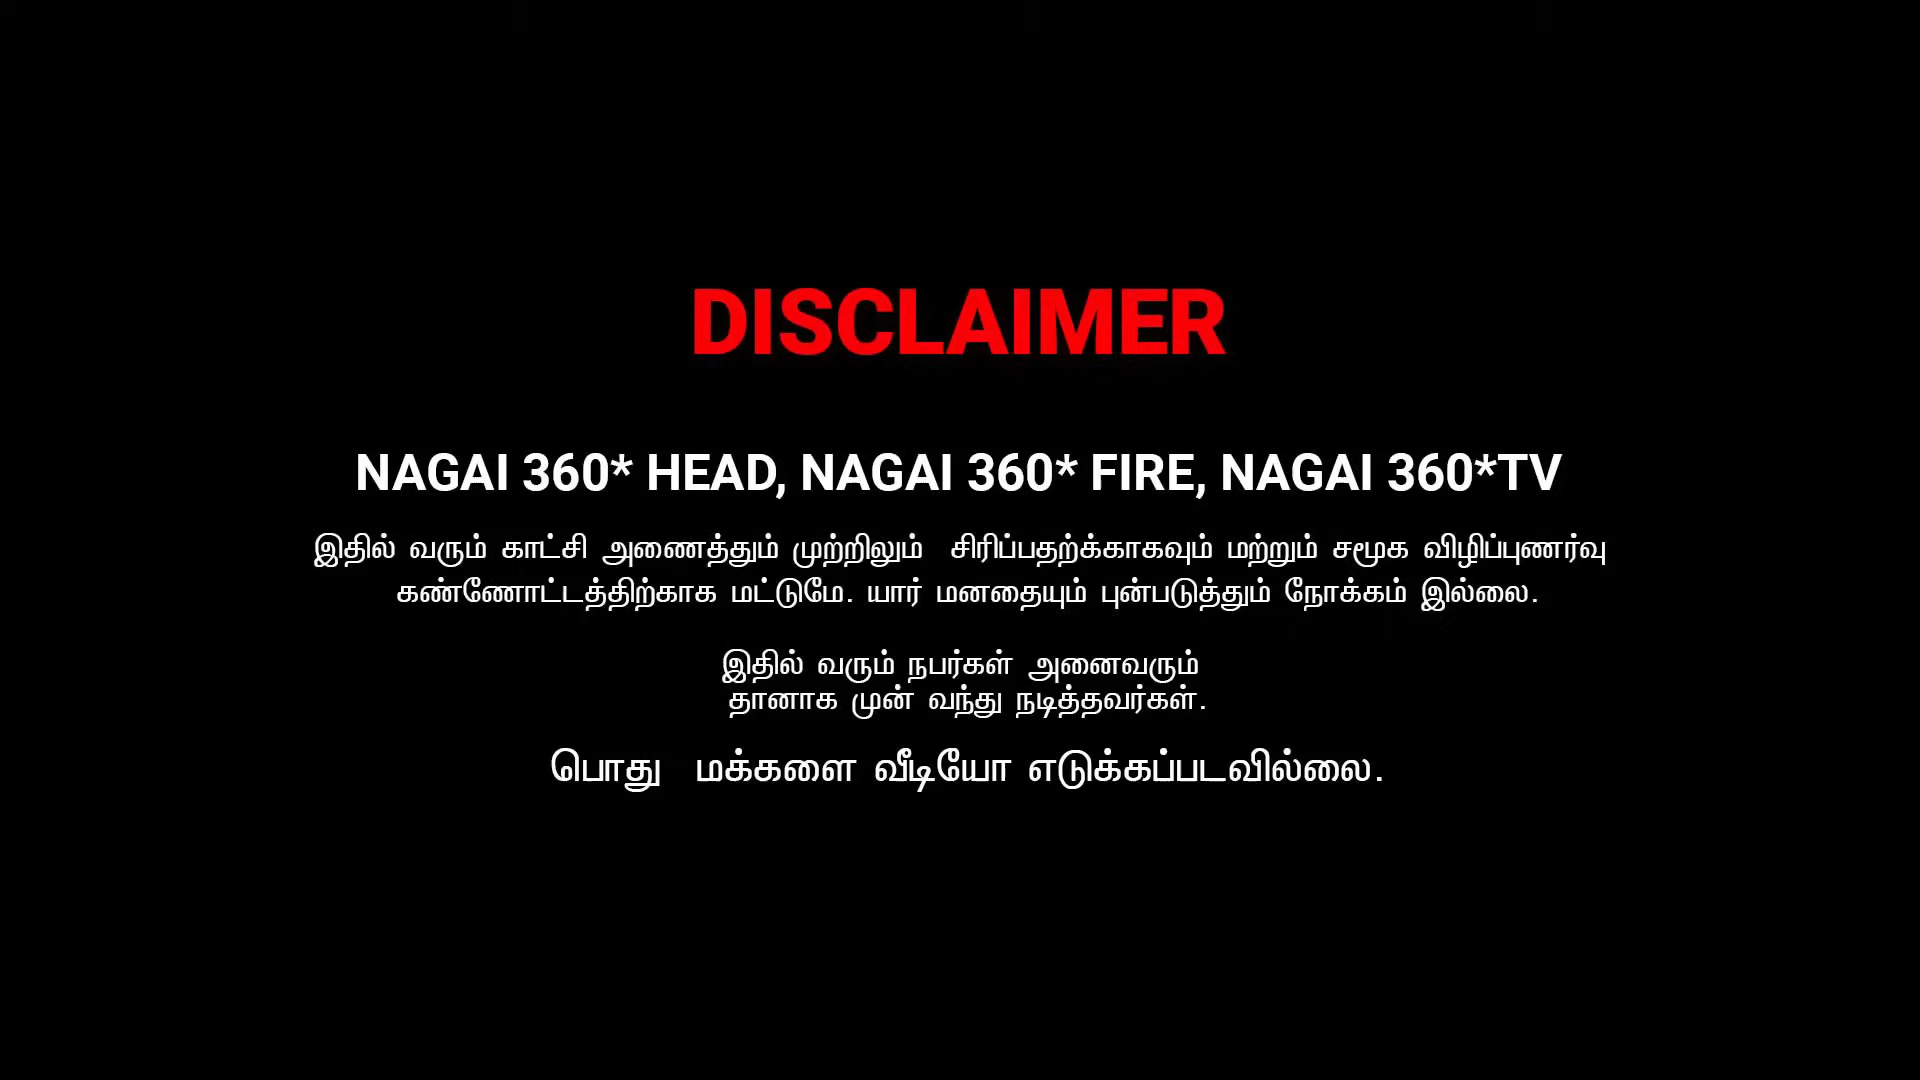 DISCLAIMER
NAGAI 360* HEAD, NAGAI 360* FIRE, NAGAI 360*TV
இதில் வரும் காட்சி அணைத்தும் முற்றிலும் சிரிப்பதற்க்காகவும் மற்றும் சமூக விழிப்புணர்வு
கண்ணோட்டத்திற்காக மட்டுமே. யார் மனதையும் புன்படுத்தும் நோக்கம் இல்லை.
இதில் வரும் நபர்கள் அனைவரும்
தானாக முன் வந்து நடித்தவர்கள்.
பொது மக்களை வீடியோ எடுக்கப்படவில்லை.